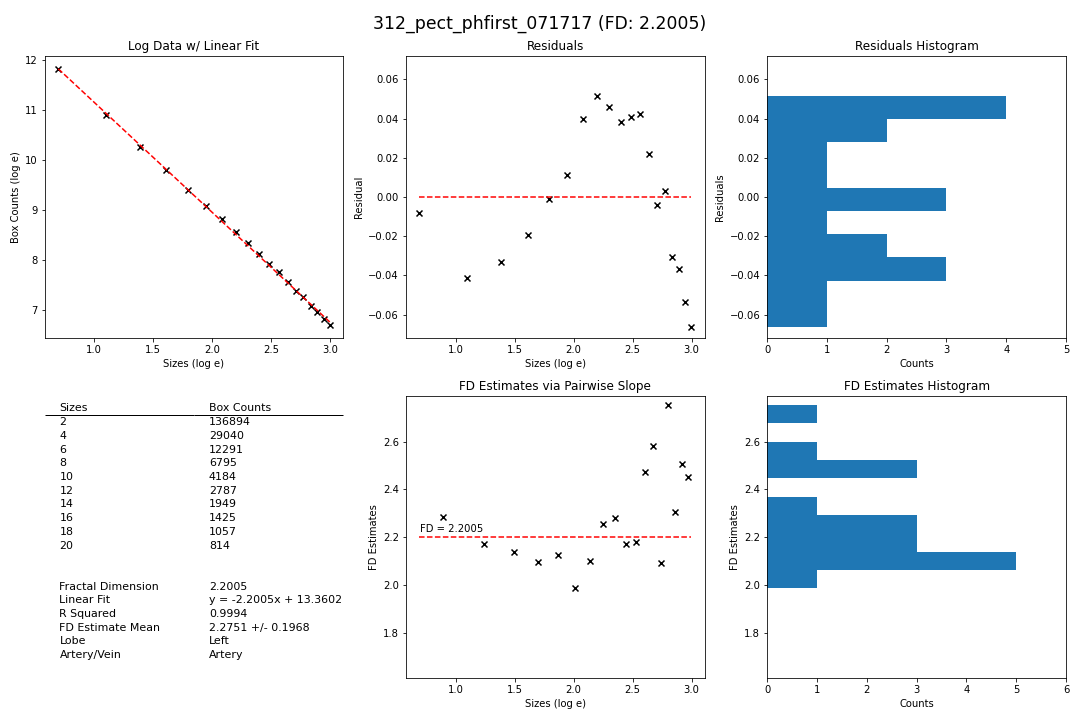 312_pect_phfirst_071717 (FD: 2.2005)
Log Data w/ Linear Fit
12
11
10
9
8
7
Box Counts (log e)
1.0 1.5 2.0 2.5 3.0
Sizes (log e)
Residuals
0.06
0.04
0.02
0.00
−0.02
−0.04
−0.06
Residual
1.0 1.5 2.0 2.5 3.0
Sizes (log e)
Residuals Histogram
0.06
0.04
0.02
0.00
−0.02
−0.04
−0.06
Residuals
0 1 2 3 4 5
Counts
Sizes Box Counts
2 136894
4 29040
6 12291
8 6795
10 4184
12 2787
14 1949
16 1425
18 1057
20 814
Fractal Dimension 2.2005
Linear Fit y = -2.2005x + 13.3602
R Squared 0.9994
FD Estimate Mean 2.2751 +/- 0.1968
Lobe Left
Artery/Vein Artery
FD Estimates via Pairwise Slope
2.6
2.4
2.2
2.0
1.8
FD Estimates
FD = 2.2005
1.0 1.5 2.0 2.5 3.0
Sizes (log e)
FD Estimates Histogram
2.6
2.4
2.2
2.0
1.8
FD Estimates
0 1 2 3 4 5 6
Counts